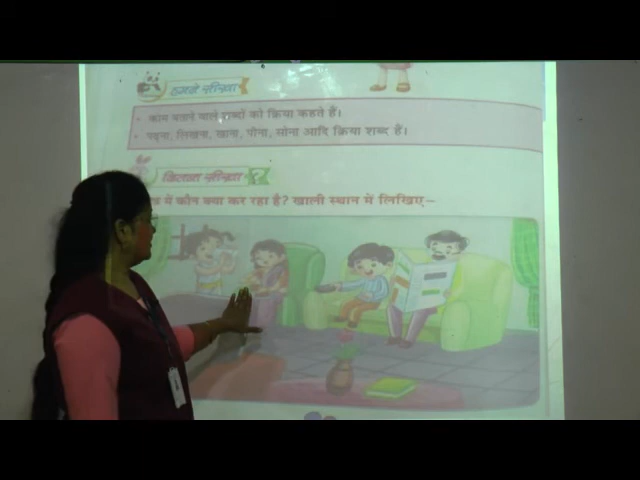 हमने सीखा
• काम बताने वाले शब्दों को क्रिया कहते हैं।
• पढ़ना, लिखना, खाना, पीना, सोना आदि क्रिया शब्द हैं।
कितना सीखा ?
में कौन क्या कर रहा है? खाली स्थान में लिखिए–